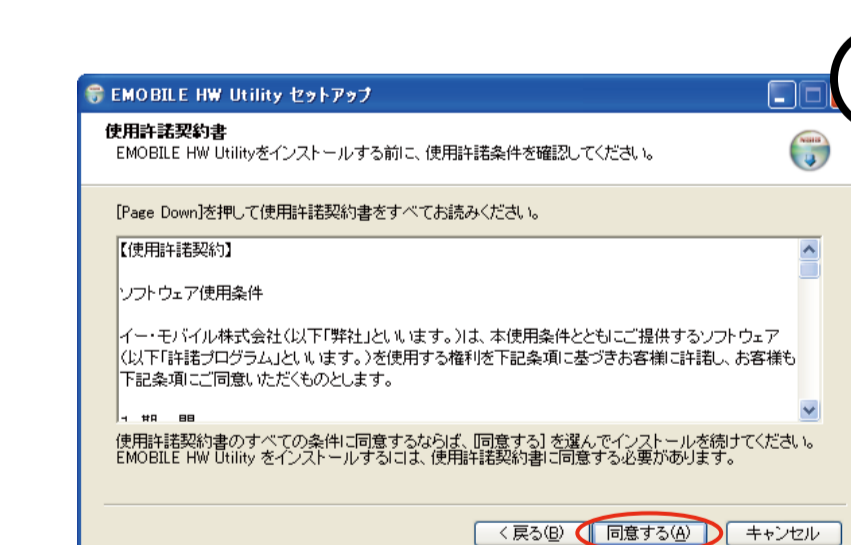 EMOBILE HW Utility セットアップ
使用許諾契約書
EMOBILE HW Utilityをインストールする前に、使用許諾条件を確認してください。
[Page Down]を押して使用許諾契約書をすべてお読みください。
【使用許諾契約】
ソフトウェア使用条件
イー・モバイル株式会社(以下「弊社」といいます。)は、本使用条件とともにご提供するソフトウェア
(以下「許諾プログラム」といいます。)を使用する権利を下記条項に基づきお客様に許諾し、お客様も
下記条項にご同意いただくものとします。
使用許諾契約書のすべての条件に同意するならば、[同意する] を選んでインストールを続けてください。
EMOBILE HW Utility をインストールするには、使用許諾契約書に同意する必要があります。
< 戻る(B)
同意する(A)
キャンセル